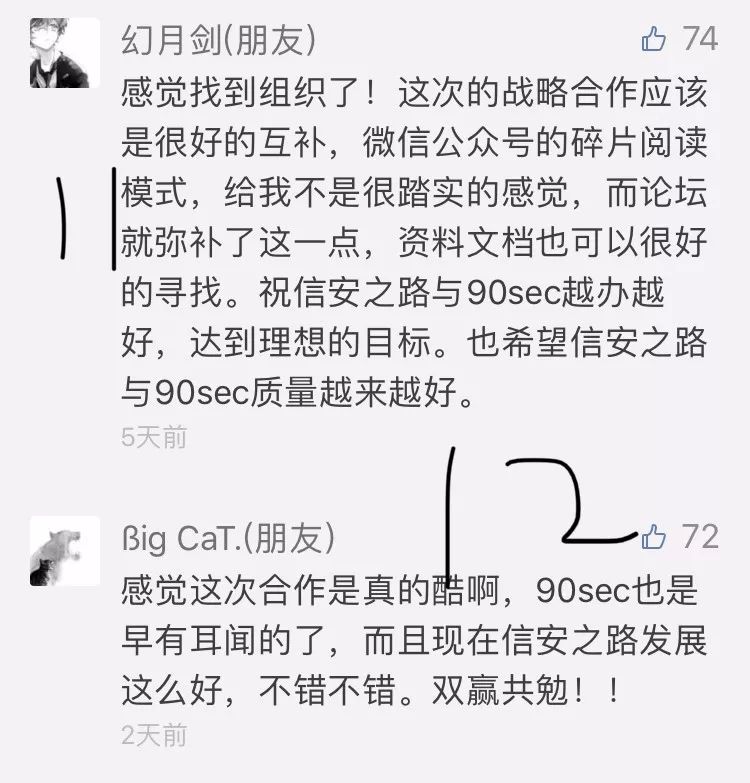 幻月剑(朋友) 74
感觉找到组织了！这次的战略合作应该
是很好的互补，微信公众号的碎片阅读
模式，给我不是很踏实的感觉，而论坛
就弥补了这一点，资料文档也可以很好
的寻找。祝信安之路与90sec越办越
好，达到理想的目标。也希望信安之路
与90sec质量越来越好。
5天前
11
12
ßig CaT.(朋友) 72
感觉这次合作是真的酷啊，90sec也是
早有耳闻的了，而且现在信安之路发展
这么好，不错不错。双赢共勉！！
2天前